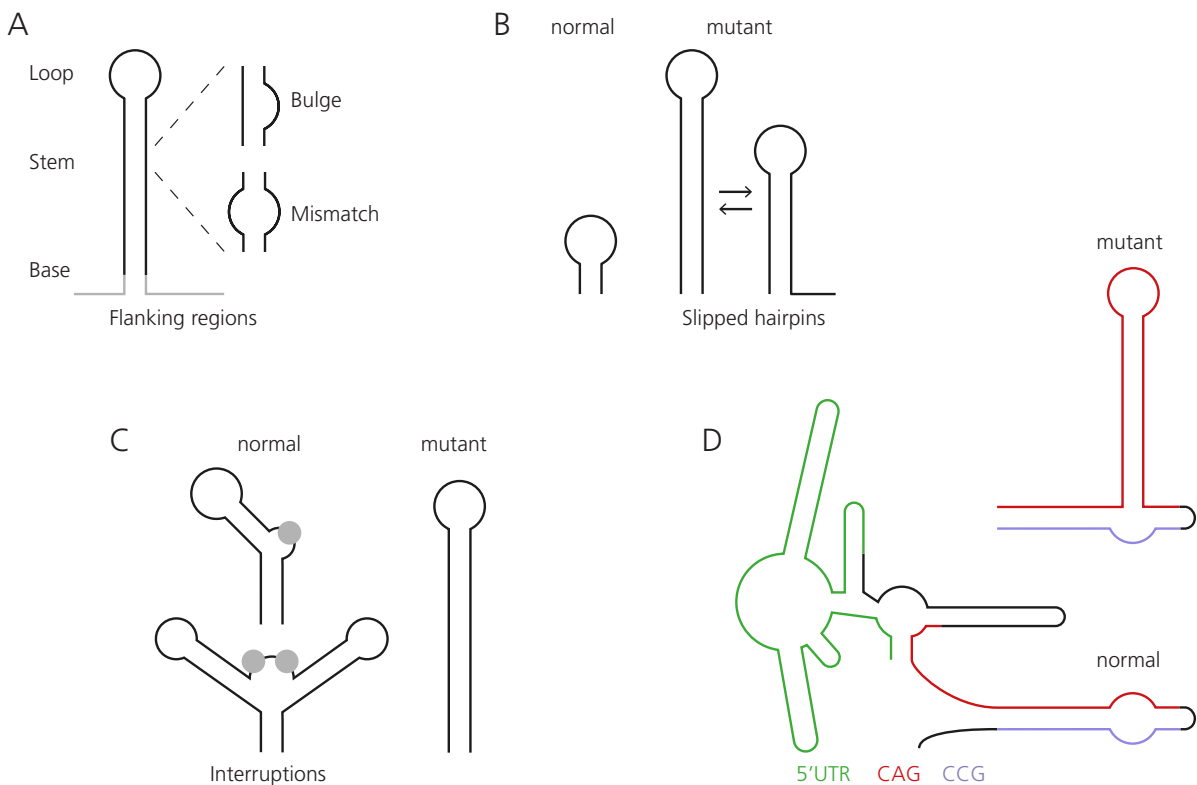 A
Loop
Stem
Base
Bulge
Mismatch
Flanking regions
B
normal
mutant
Slipped hairpins
C
normal
mutant
Interruptions
D
mutant
normal
5'UTR CAG CCG